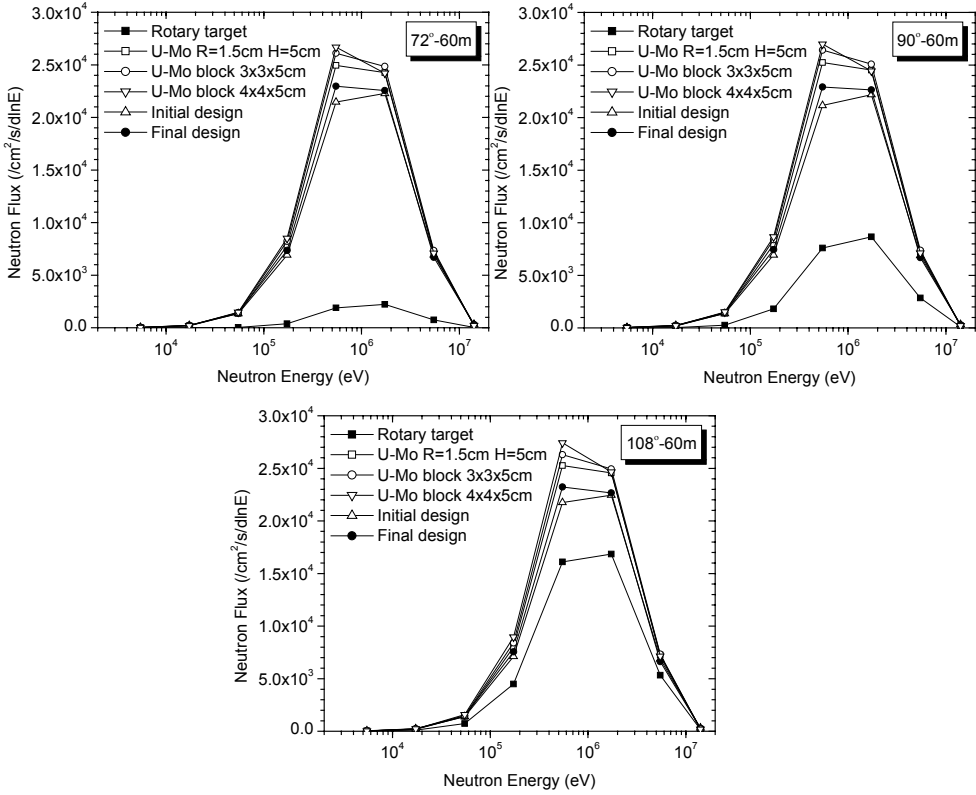 3.0x10⁴
2.5x10⁴
2.0x10⁴
1.5x10⁴
1.0x10⁴
5.0x10³
0.0
Neutron Flux (/cm²/s/dlnE)
Rotary target
U-Mo R=1.5cm H=5cm
U-Mo block 3x3x5cm
U-Mo block 4x4x5cm
Initial design
Final design
72°-60m
10⁴ 10⁵ 10⁶ 10⁷
Neutron Energy (eV)
3.0x10⁴
2.5x10⁴
2.0x10⁴
1.5x10⁴
1.0x10⁴
5.0x10³
0.0
Neutron Flux (/cm²/s/dlnE)
Rotary target
U-Mo R=1.5cm H=5cm
U-Mo block 3x3x5cm
U-Mo block 4x4x5cm
Initial design
Final design
90°-60m
10⁴ 10⁵ 10⁶ 10⁷
Neutron Energy (eV)
3.0x10⁴
2.5x10⁴
2.0x10⁴
1.5x10⁴
1.0x10⁴
5.0x10³
0.0
Neutron Flux (/cm²/s/dlnE)
Rotary target
U-Mo R=1.5cm H=5cm
U-Mo block 3x3x5cm
U-Mo block 4x4x5cm
Initial design
Final design
108°-60m
10⁴ 10⁵ 10⁶ 10⁷
Neutron Energy (eV)